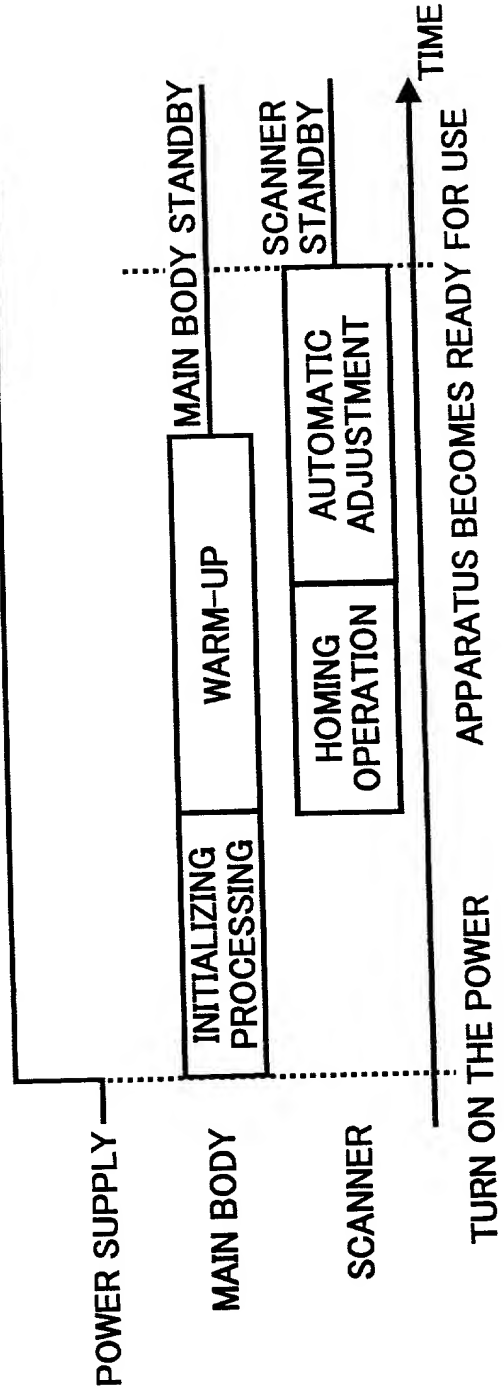 POWER SUPPLY
MAIN BODY
INITIALIZING
PROCESSING
WARM-UP
MAIN BODY STANDBY
SCANNER
HOMING
OPERATION
AUTOMATIC
ADJUSTMENT
SCANNER
STANDBY
TIME
TURN ON THE POWER
APPARATUS BECOMES READY FOR USE